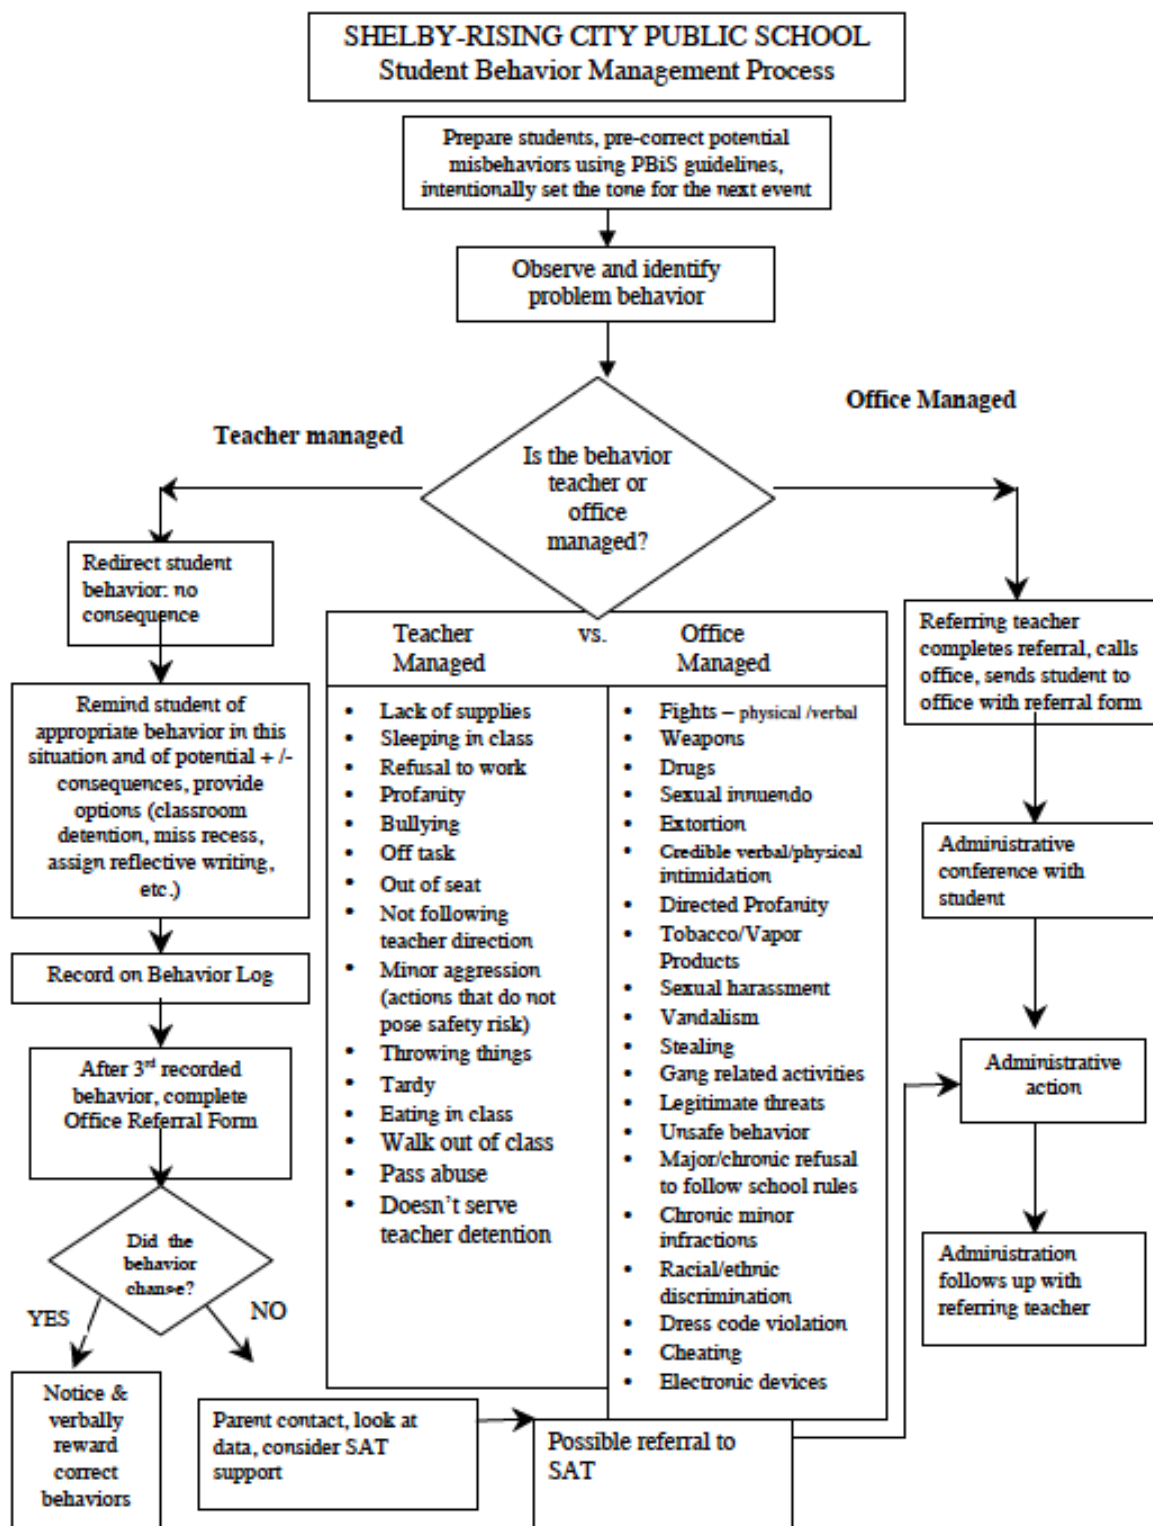 SHELBY-RISING CITY PUBLIC SCHOOL
Student Behavior Management Process
Prepare students, pre-correct potential
misbehaviors using PBiS guidelines,
intentionally set the tone for the next event
Observe and identify
problem behavior
Teacher managed
Office Managed
Is the behavior
teacher or
office
managed?
Redirect student
behavior: no
consequence
Remind student of
appropriate behavior in this
situation and of potential + /-
consequences, provide
options (classroom
detention, miss recess,
assign reflective writing,
etc.)
Record on Behavior Log
After 3rd recorded
behavior, complete
Office Referral Form
Did the
behavior
change?
YES
NO
Notice &
verbally
reward
correct
behaviors
Parent contact, look at
data, consider SAT
support
Possible referral to
SAT
Teacher vs. Office
Managed Managed
• Lack of supplies
• Sleeping in class
• Refusal to work
• Profanity
• Bullying
• Off task
• Out of seat
• Not following
teacher direction
• Minor aggression
(actions that do not
pose safety risk)
• Throwing things
• Tardy
• Eating in class
• Walk out of class
• Pass abuse
• Doesn't serve
teacher detention
• Fights – physical /verbal
• Weapons
• Drugs
• Sexual innuendo
• Extortion
• Credible verbal/physical
intimidation
• Directed Profanity
• Tobacco/Vapor
Products
• Sexual harassment
• Vandalism
• Stealing
• Gang related activities
• Legitimate threats
• Unsafe behavior
• Major/chronic refusal
to follow school rules
• Chronic minor
infractions
• Racial/ethnic
discrimination
• Dress code violation
• Cheating
• Electronic devices
Referring teacher
completes referral, calls
office, sends student to
office with referral form
Administrative
conference with
student
Administrative
action
Administration
follows up with
referring teacher